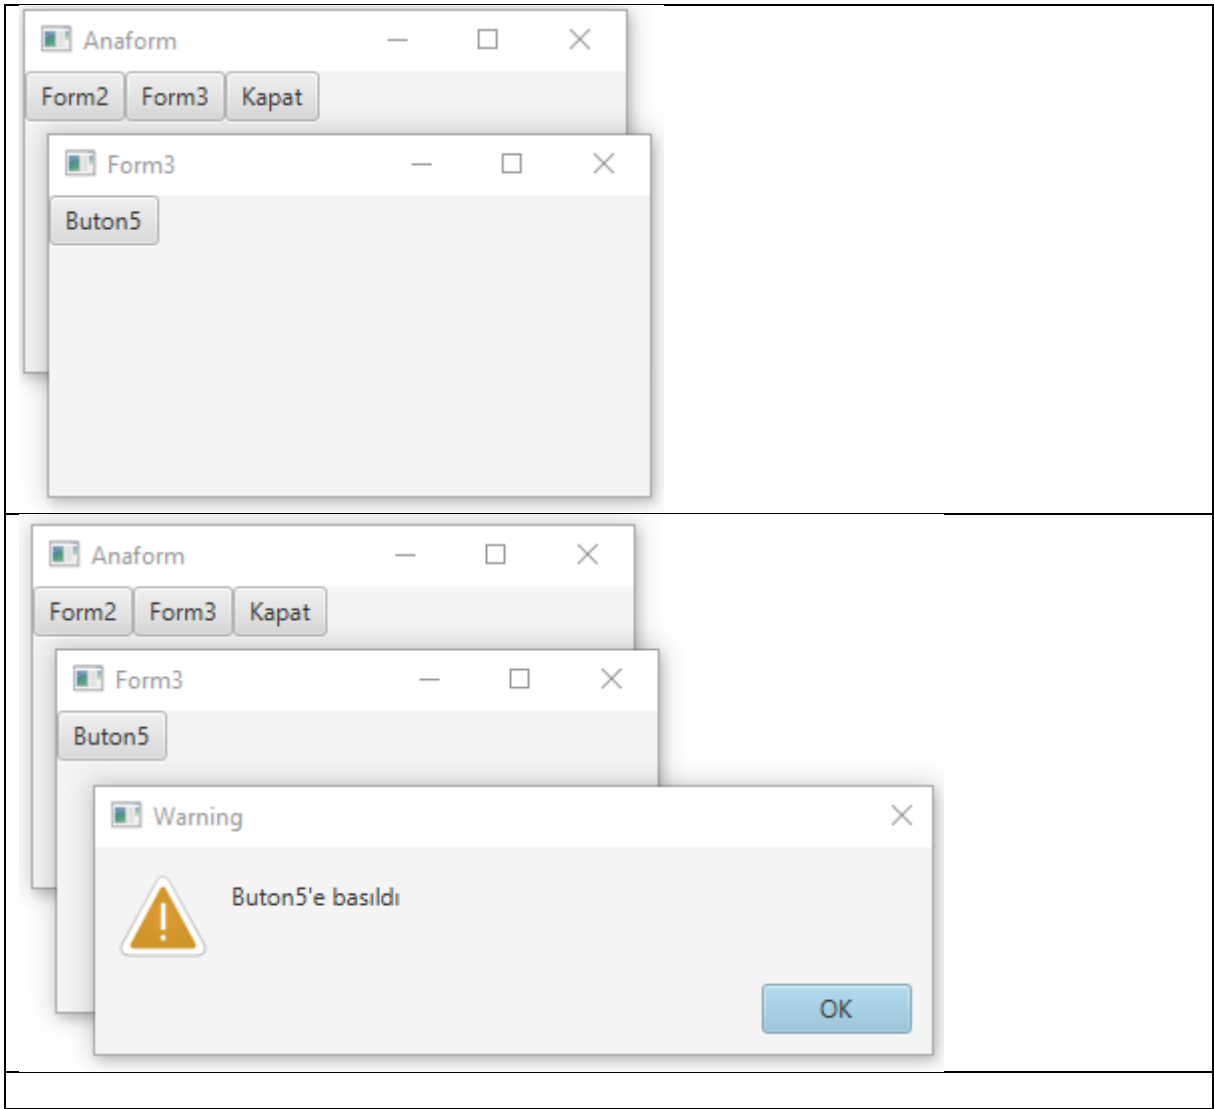 Anaform
Form2 Form3 Kapat
Form3
Buton5
Anaform
Form2 Form3 Kapat
Form3
Buton5
Warning
Buton5'e basıldı
OK